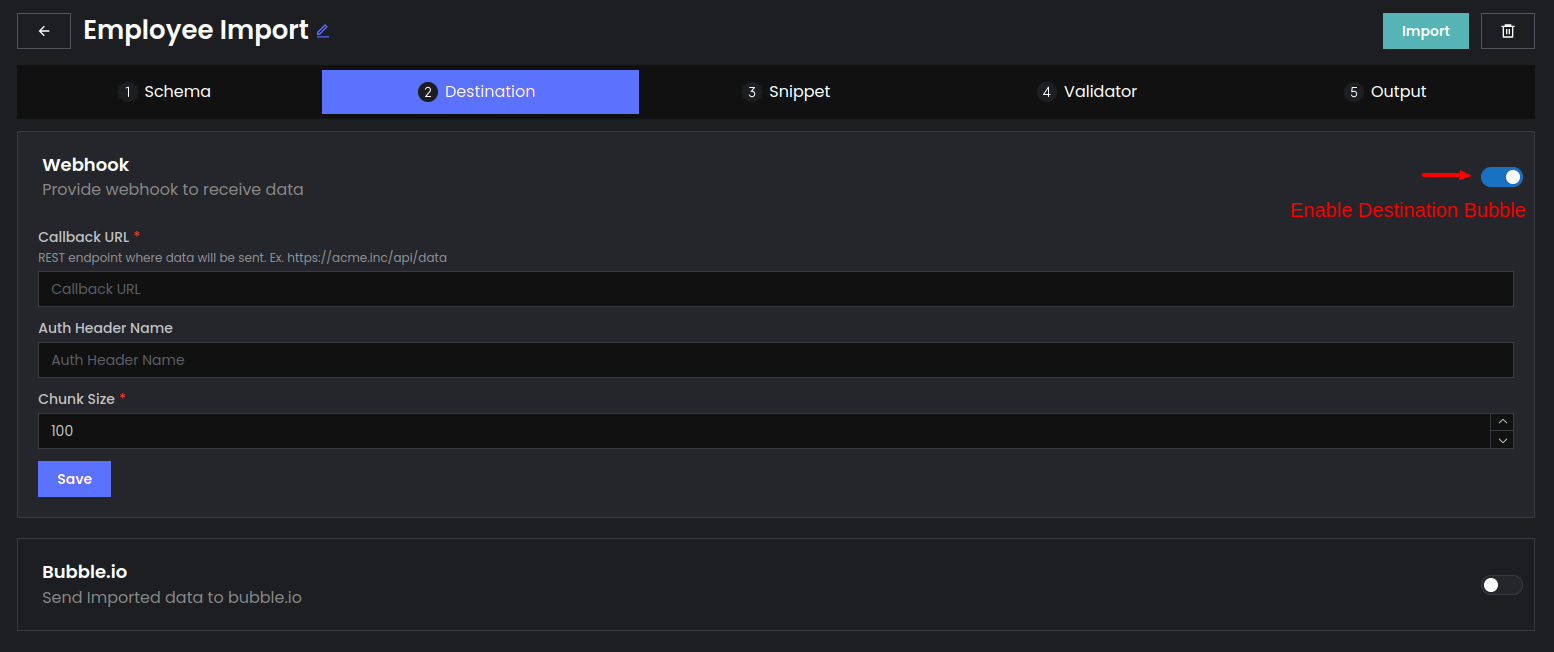 Employee Import
Import
1 Schema
2 Destination
3 Snippet
4 Validator
5 Output
Webhook
Provide webhook to receive data
Enable Destination Bubble
Callback URL *
REST endpoint where data will be sent. Ex. https://acme.inc/api/data
Callback URL
Auth Header Name
Auth Header Name
Chunk Size *
100
Save
Bubble.io
Send Imported data to bubble.io